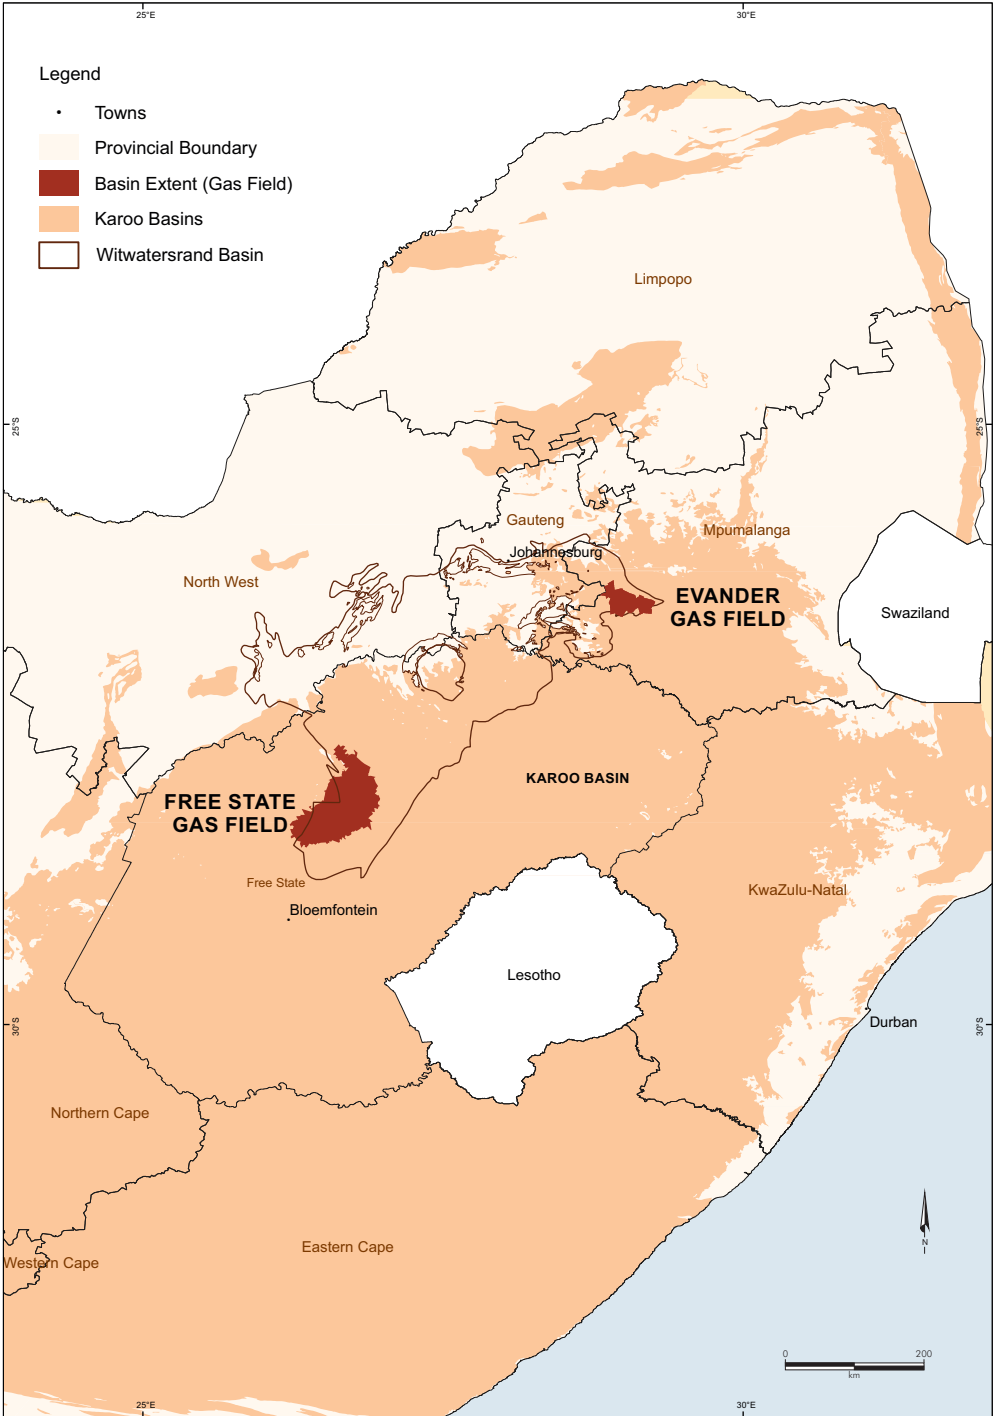 25°E
30°E
Legend
Towns
Provincial Boundary
Basin Extent (Gas Field)
Karoo Basins
Witwatersrand Basin
Limpopo
25°S
25°S
Gauteng
Mpumalanga
Johannesburg
North West
EVANDER
GAS FIELD
Swaziland
KAROO BASIN
FREE STATE
GAS FIELD
Free State
KwaZulu-Natal
Bloemfontein
Lesotho
30°S
30°S
Durban
Northern Cape
N
Eastern Cape
Western Cape
0
200
km
25°E
30°E